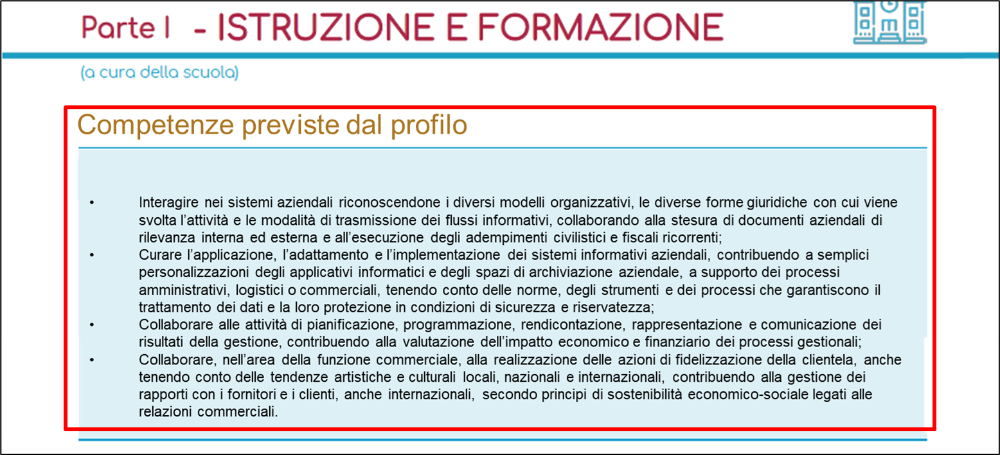 Parte I - ISTRUZIONE E FORMAZIONE
(a cura della scuola)
Competenze previste dal profilo
• Interagire nei sistemi aziendali riconoscendone i diversi modelli organizzativi, le diverse forme giuridiche con cui viene
svolta l’attività e le modalità di trasmissione dei flussi informativi, collaborando alla stesura di documenti aziendali di
rilevanza interna ed esterna e all’esecuzione degli adempimenti civilistici e fiscali ricorrenti;
• Curare l’applicazione, l’adattamento e l’implementazione dei sistemi informativi aziendali, contribuendo a semplici
personalizzazioni degli applicativi informatici e degli spazi di archiviazione aziendale, a supporto dei processi
amministrativi, logistici o commerciali, tenendo conto delle norme, degli strumenti e dei processi che garantiscono il
trattamento dei dati e la loro protezione in condizioni di sicurezza e riservatezza;
• Collaborare alle attività di pianificazione, programmazione, rendicontazione, rappresentazione e comunicazione dei
risultati della gestione, contribuendo alla valutazione dell’impatto economico e finanziario dei processi gestionali;
• Collaborare, nell’area della funzione commerciale, alla realizzazione delle azioni di fidelizzazione della clientela, anche
tenendo conto delle tendenze artistiche e culturali locali, nazionali e internazionali, contribuendo alla gestione dei
rapporti con i fornitori e i clienti, anche internazionali, secondo principi di sostenibilità economico-sociale legati alle
relazioni commerciali.